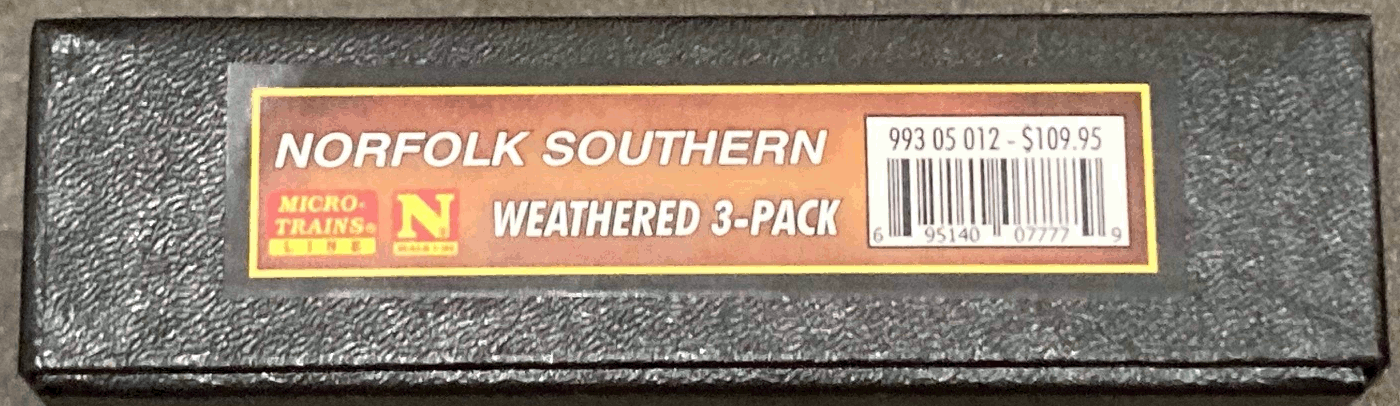 NORFOLK SOUTHERN
993 05 012 - $109.95
MICRO-
TRAINS®
LINE
N
WEATHERED 3-PACK
6 95140 07777 9